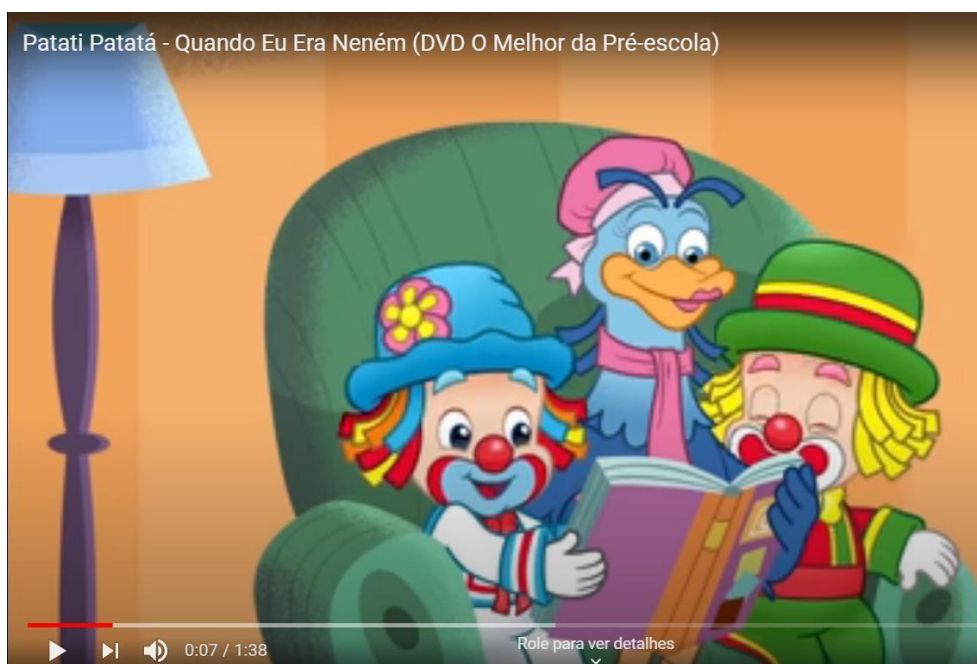 Patati Patatá - Quando Eu Era Neném (DVD O Melhor da Pré-escola)
0:07 / 1:38
Role para ver detalhes